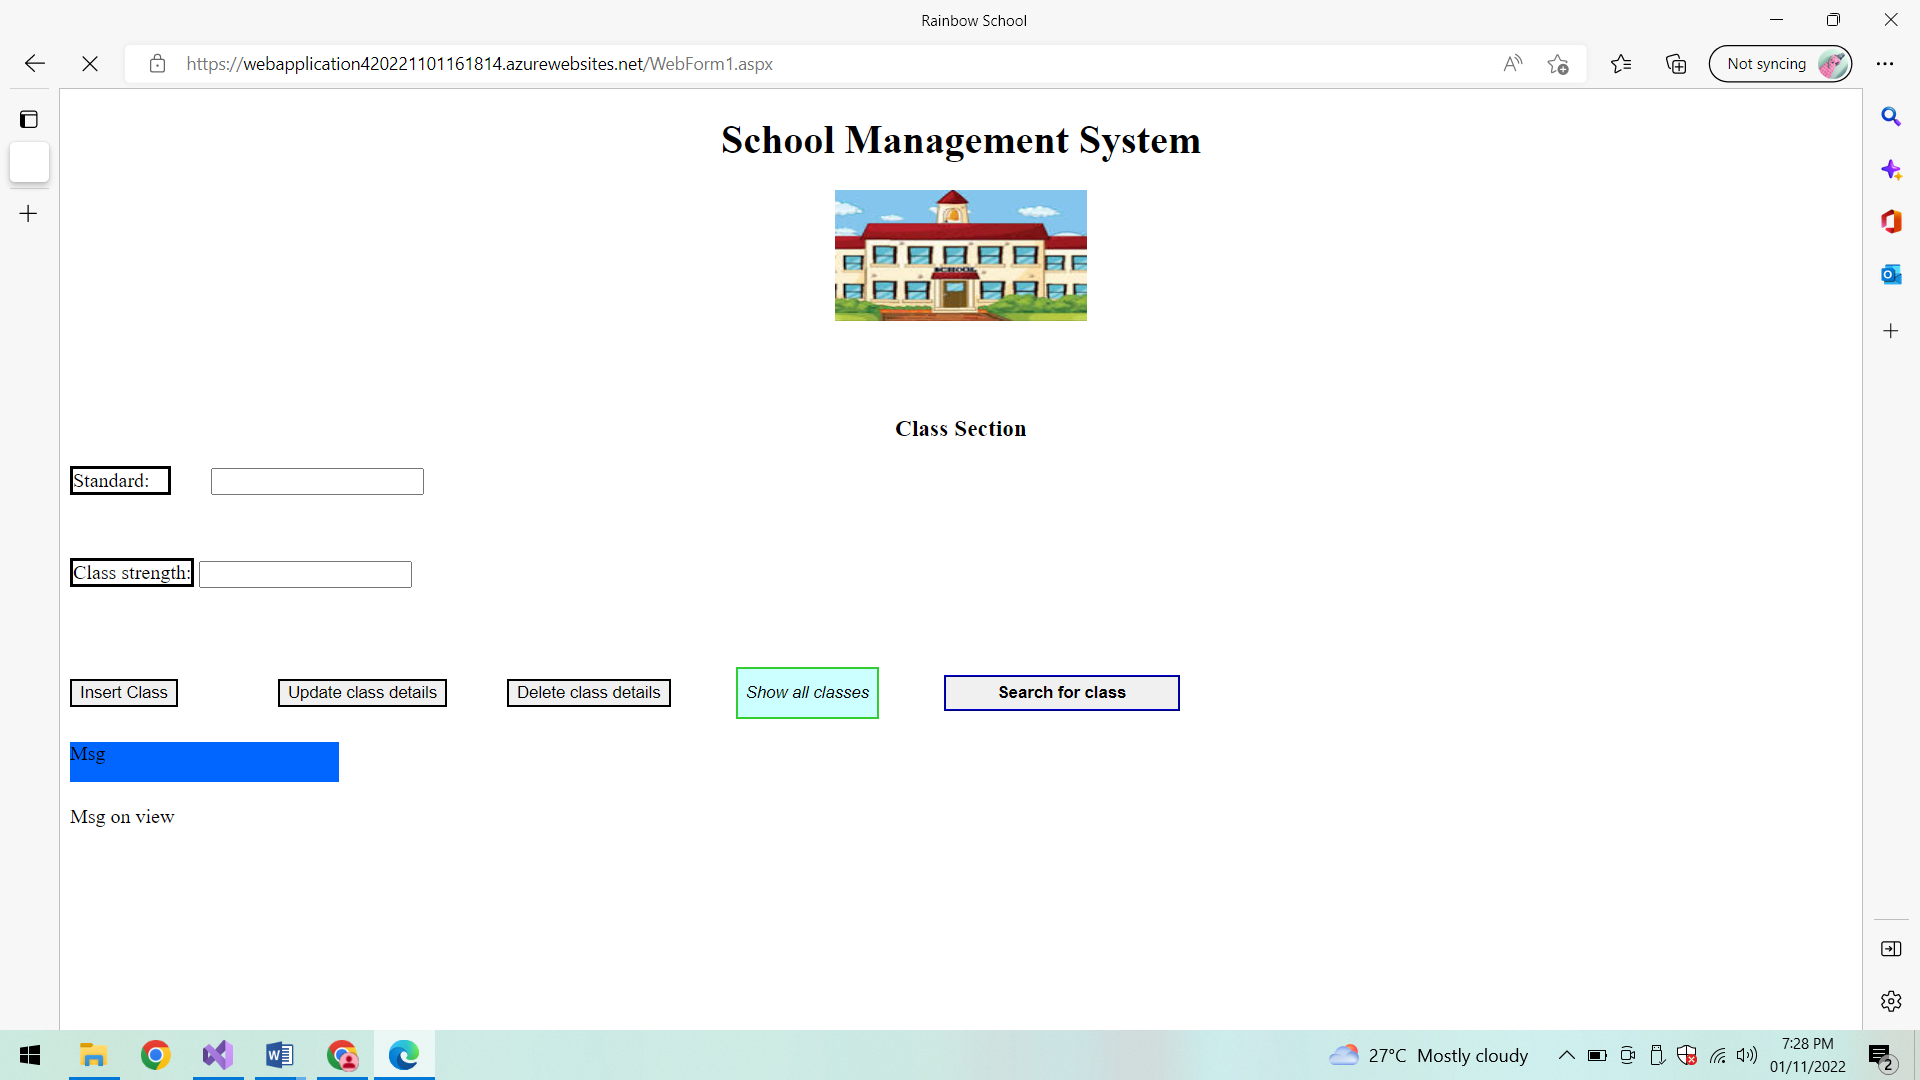 Rainbow School
https://webapplication420221101161814.azurewebsites.net/WebForm1.aspx
Not syncing
School Management System
SCHOOL
Class Section
Standard:
Class strength:
Insert Class
Update class details
Delete class details
Show all classes
Search for class
Msg
Msg on view
27°C Mostly cloudy
7:28 PM
01/11/2022
2